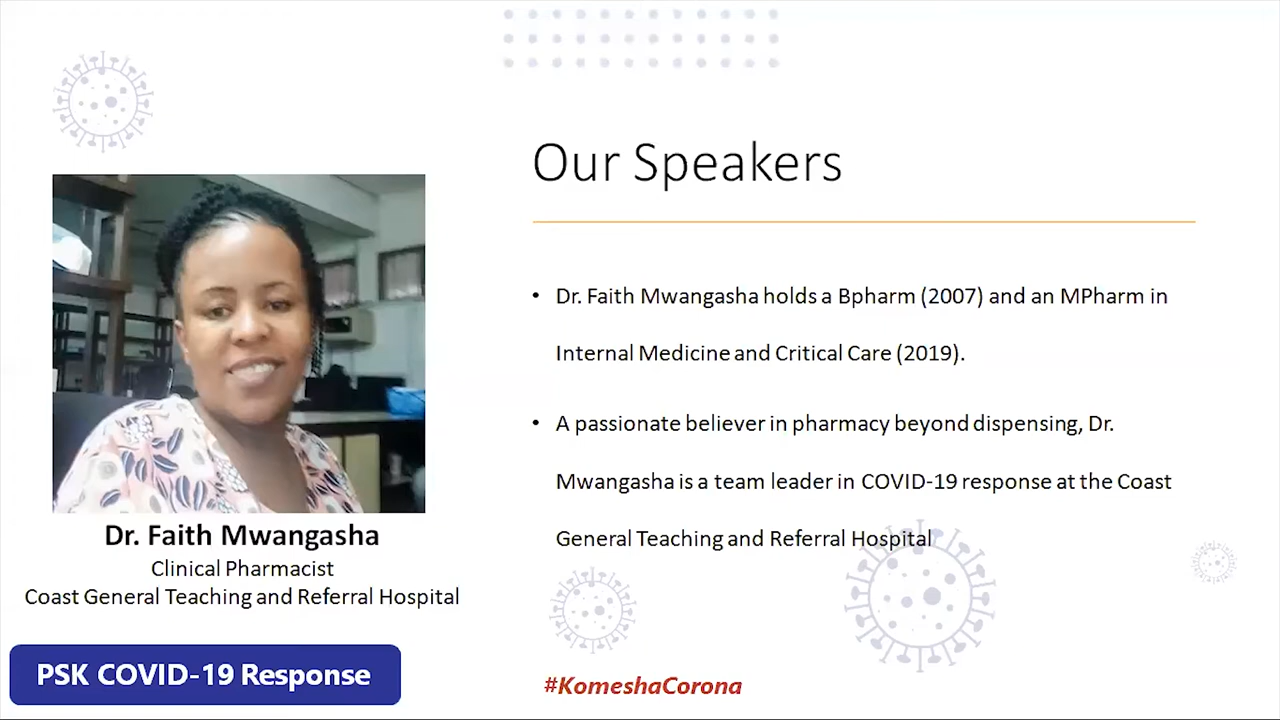 Our Speakers
• Dr. Faith Mwangasha holds a Bpharm (2007) and an MPharm in
Internal Medicine and Critical Care (2019).
• A passionate believer in pharmacy beyond dispensing, Dr.
Mwangasha is a team leader in COVID-19 response at the Coast
General Teaching and Referral Hospital
Dr. Faith Mwangasha
Clinical Pharmacist
Coast General Teaching and Referral Hospital
PSK COVID-19 Response
#KomeshaCorona